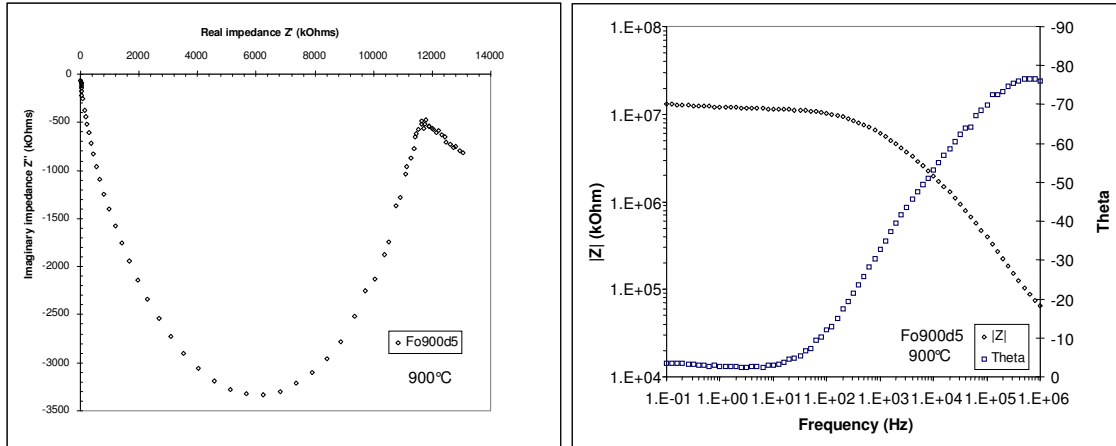 Real impedance Z' (kOhms)
0 2000 4000 6000 8000 10000 12000 14000
0
-500
-1000
-1500
-2000
-2500
-3000
-3500
Imaginary impedance Z'' (kOhms)
Fo900d5
900°C
1.E+08
1.E+07
1.E+06
1.E+05
1.E+04
|Z| (kOhm)
-90
-80
-70
-60
-50
-40
-30
-20
-10
0
Theta
Fo900d5
900°C
|Z|
Theta
1.E-01 1.E+00 1.E+01 1.E+02 1.E+03 1.E+04 1.E+05 1.E+06
Frequency (Hz)